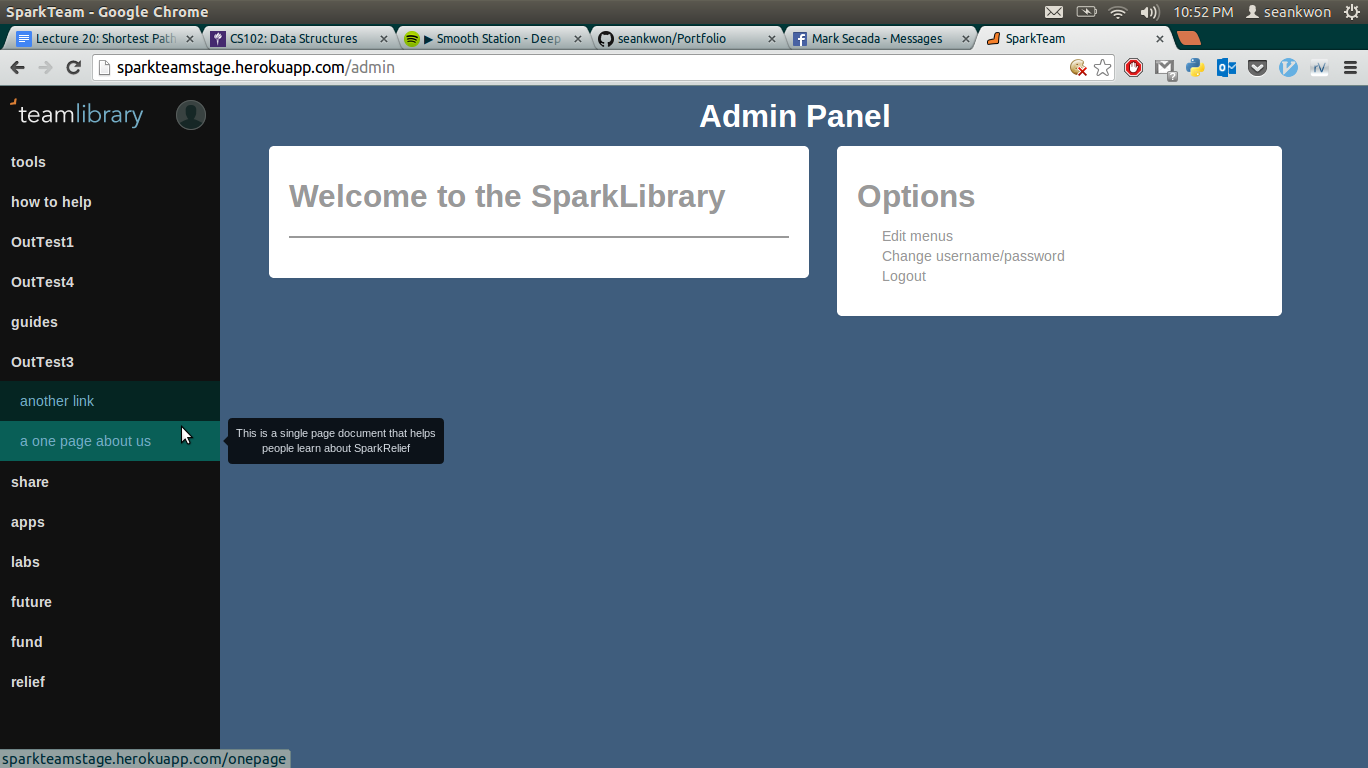 SparkTeam - Google Chrome
10:52 PM seankwon
Lecture 20: Shortest Path
CS102: Data Structures
▶ Smooth Station - Deep
seankwon/Portfolio
Mark Secada - Messages
SparkTeam
sparkteamstage.herokuapp.com/admin
teamlibrary
tools
how to help
OutTest1
OutTest4
guides
OutTest3
another link
a one page about us
share
apps
labs
future
fund
relief
Admin Panel
Welcome to the SparkLibrary
Options
Edit menus
Change username/password
Logout
This is a single page document that helps
people learn about SparkRelief
sparkteamstage.herokuapp.com/onepage